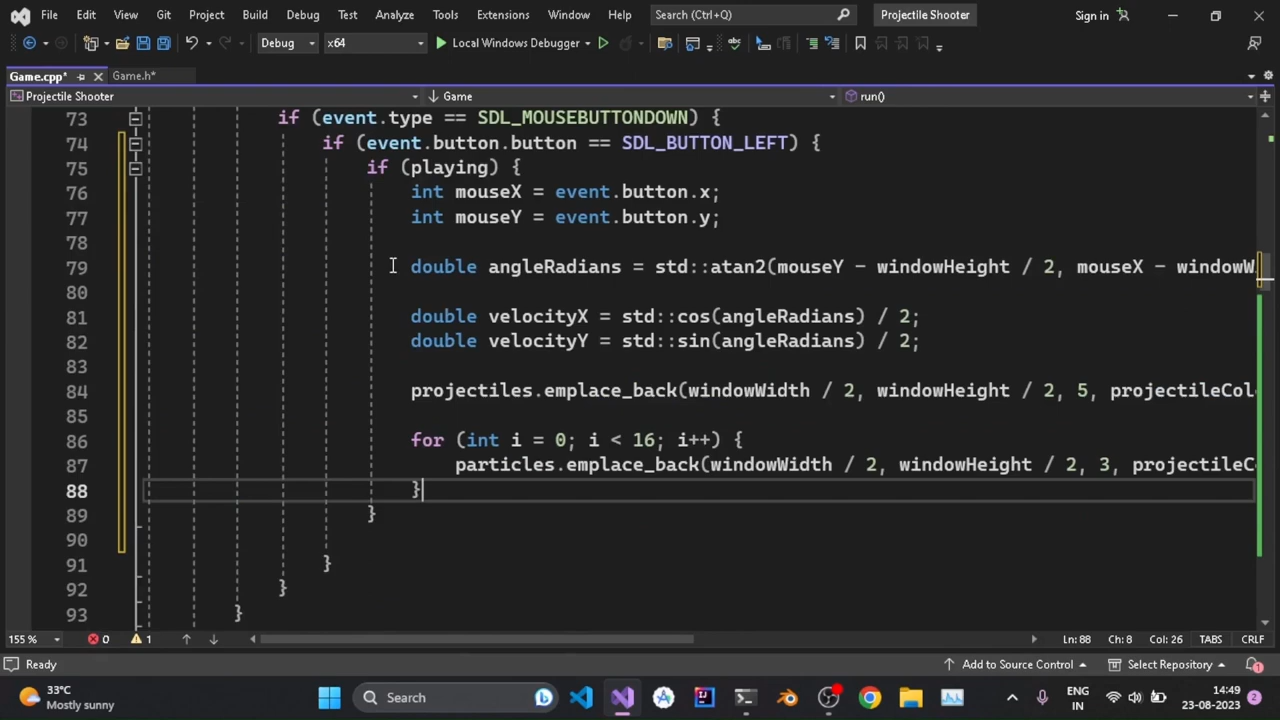 File Edit View Git Project Build Debug Test Analyze Tools Extensions Window Help Search (Ctrl+Q) Projectile Shooter Sign in
Debug x64 Local Windows Debugger
Game.cpp* Game.h*
Projectile Shooter Game run()
73 if (event.type == SDL_MOUSEBUTTONDOWN) {
74 if (event.button.button == SDL_BUTTON_LEFT) {
75 if (playing) {
76 int mouseX = event.button.x;
77 int mouseY = event.button.y;
78
79 double angleRadians = std::atan2(mouseY - windowHeight / 2, mouseX - windowW
80
81 double velocityX = std::cos(angleRadians) / 2;
82 double velocityY = std::sin(angleRadians) / 2;
83
84 projectiles.emplace_back(windowWidth / 2, windowHeight / 2, 5, projectileCol
85
86 for (int i = 0; i < 16; i++) {
87 particles.emplace_back(windowWidth / 2, windowHeight / 2, 3, projectileC
88 }
89 }
90
91 }
92 }
93 }
155 % 0 1 Ln: 88 Ch: 8 Col: 26 TABS CRLF
Ready Add to Source Control Select Repository
33°C Mostly sunny Search ENG IN 14:49 23-08-2023 2